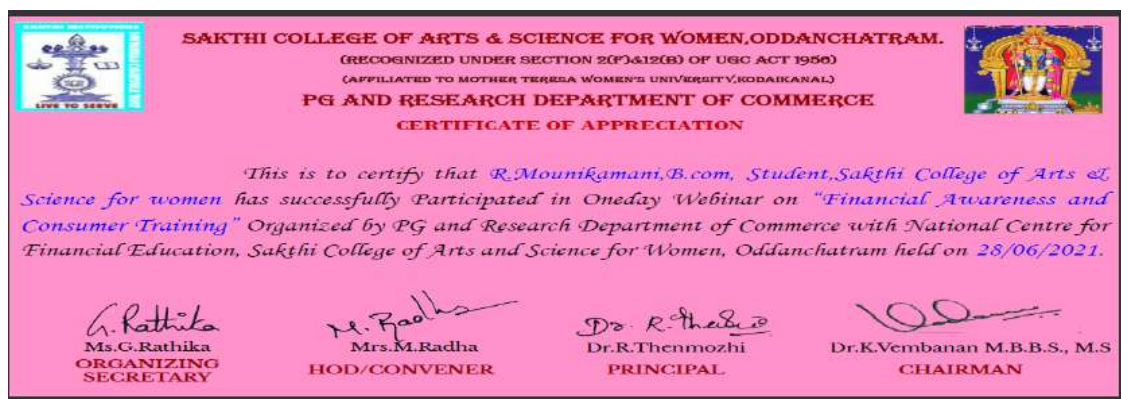 SAKTHI COLLEGE OF ARTS & SCIENCE FOR WOMEN,ODDANCHATRAM.
(RECOGNIZED UNDER SECTION 2(F)&12(B) OF UGC ACT 1956)
(AFFILIATED TO MOTHER TERESA WOMEN'S UNIVERSITY,KODAIKANAL)
PG AND RESEARCH DEPARTMENT OF COMMERCE
CERTIFICATE OF APPRECIATION
LIVE TO SERVE
This is to certify that R.Mounikamani,B.com, Student,Sakthi College of Arts &
Science for women has successfully Participated in Oneday Webinar on "Financial Awareness and
Consumer Training" Organized by PG and Research Department of Commerce with National Centre for
Financial Education, Sakthi College of Arts and Science for Women, Oddanchatram held on 28/06/2021.
G. Rathika
M. Radha
Dr. R.
Ms.G.Rathika
Mrs.M.Radha
Dr.R.Thenmozhi
Dr.K.Vembanan M.B.B.S., M.S
ORGANIZING
SECRETARY
HOD/CONVENER
PRINCIPAL
CHAIRMAN